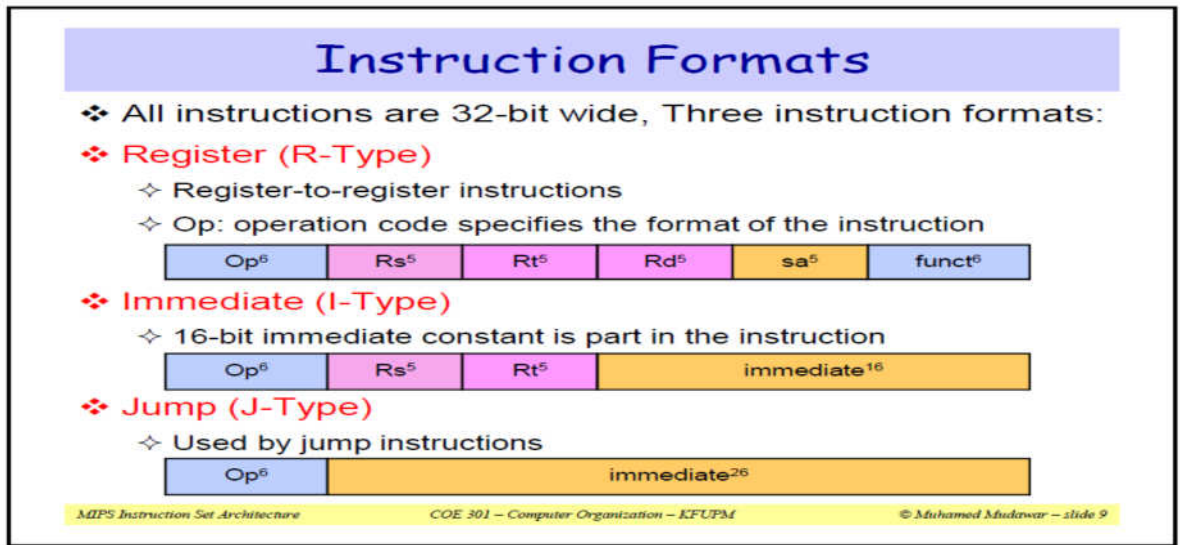 Instruction Formats
❖ All instructions are 32-bit wide, Three instruction formats:
❖ Register (R-Type)
✧ Register-to-register instructions
✧ Op: operation code specifies the format of the instruction
Op⁶ Rs⁵ Rt⁵ Rd⁵ sa⁵ funct⁶
❖ Immediate (I-Type)
✧ 16-bit immediate constant is part in the instruction
Op⁶ Rs⁵ Rt⁵ immediate¹⁶
❖ Jump (J-Type)
✧ Used by jump instructions
Op⁶ immediate²⁶
MIPS Instruction Set Architecture COE 301 – Computer Organization – KFUPM © Muhamed Mudawar – slide 9